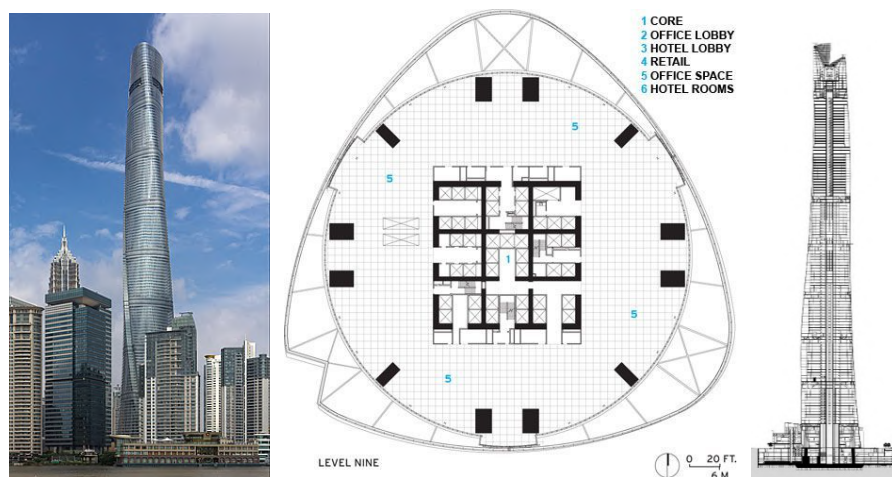 1 CORE
2 OFFICE LOBBY
3 HOTEL LOBBY
4 RETAIL
5 OFFICE SPACE
6 HOTEL ROOMS
5
5
1
5
5
LEVEL NINE
0 20 FT.
6 M.